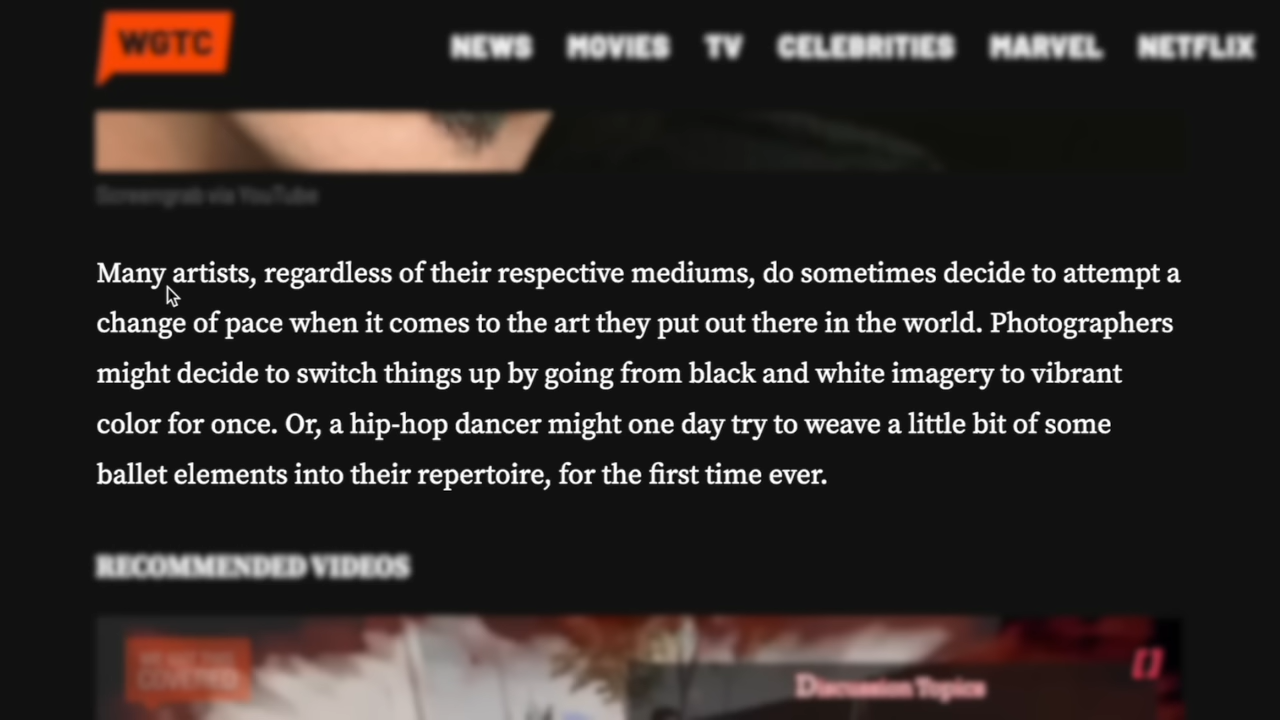 WGTC
NEWS MOVIES TV CELEBRITIES MARVEL NETFLIX
Screengrab via YouTube
Many artists, regardless of their respective mediums, do sometimes decide to attempt a
change of pace when it comes to the art they put out there in the world. Photographers
might decide to switch things up by going from black and white imagery to vibrant
color for once. Or, a hip-hop dancer might one day try to weave a little bit of some
ballet elements into their repertoire, for the first time ever.
RECOMMENDED VIDEOS
COVERED
Discussion Topics